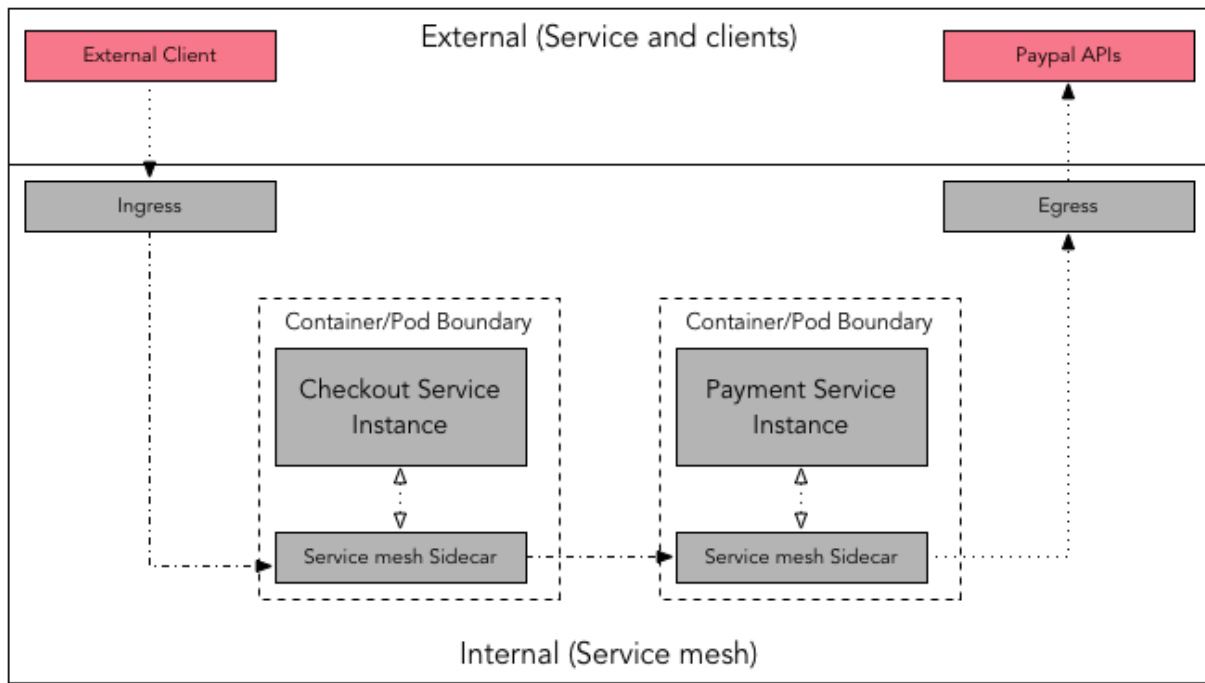 External (Service and clients)
External Client
Paypal APIs
Ingress
Egress
Container/Pod Boundary
Checkout Service
Instance
Service mesh Sidecar
Container/Pod Boundary
Payment Service
Instance
Service mesh Sidecar
Internal (Service mesh)